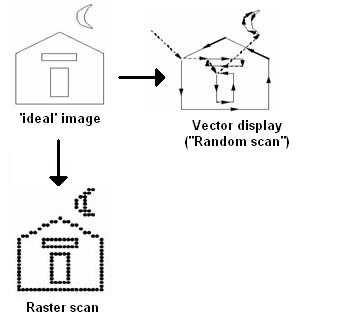 'ideal' image
Vector display
("Random scan")
Raster scan